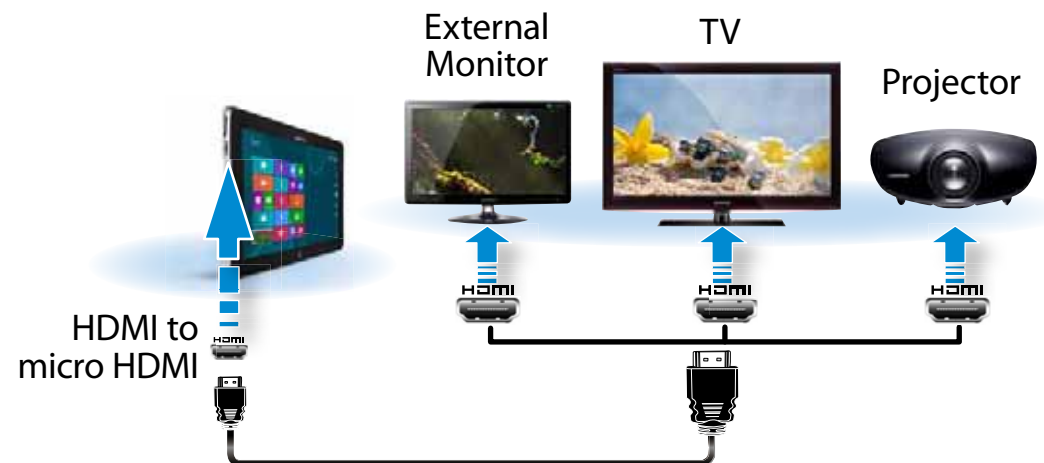 External
Monitor
TV
Projector
HDMI
HDMI
HDMI
HDMI to
micro HDMI
HDMI